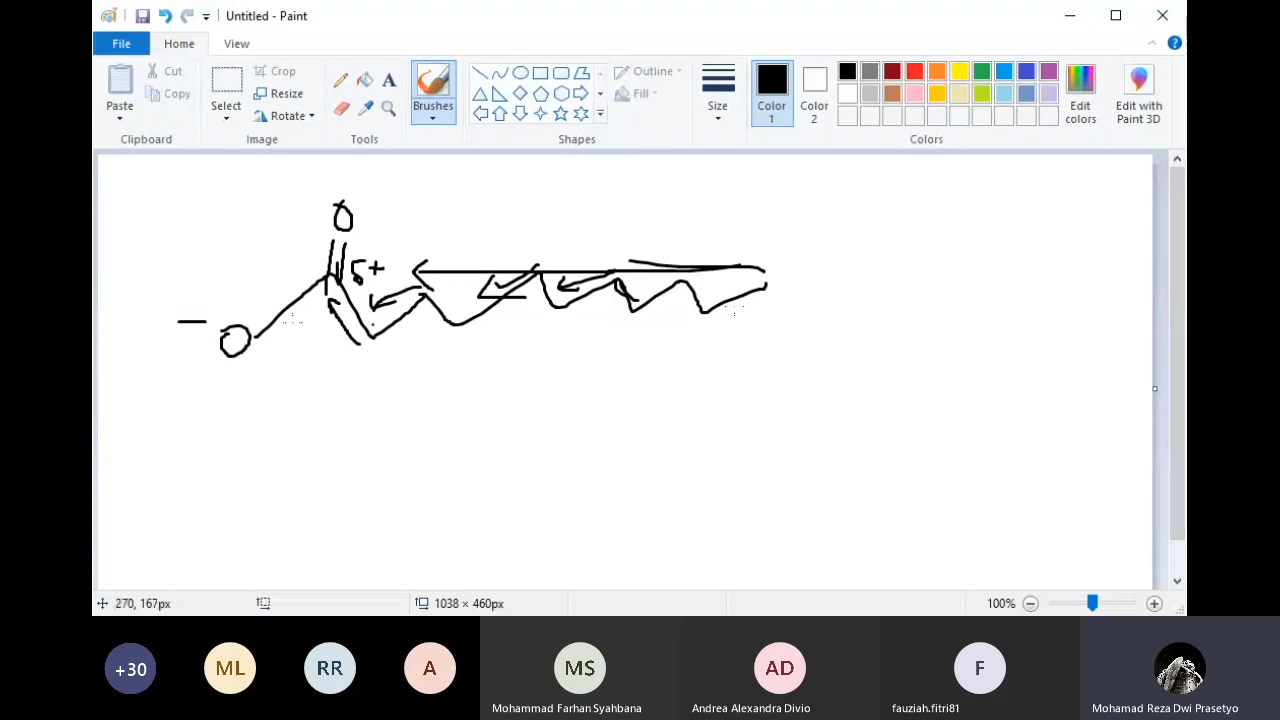 Untitled - Paint
File Home View
Cut
Copy
Paste
Clipboard
Crop
Resize
Rotate
Select
Image
A
Tools
Brushes
Outline
Fill
Shapes
Size
Color 1
Color 2
Edit colors
Edit with Paint 3D
Colors
O
δ+
−
O
270, 167px
1038 × 460px
100%
+30
ML
RR
A
MS
Mohammad Farhan Syahbana
AD
Andrea Alexandra Divio
F
fauziah.fitri81
Mohamad Reza Dwi Prasetyo